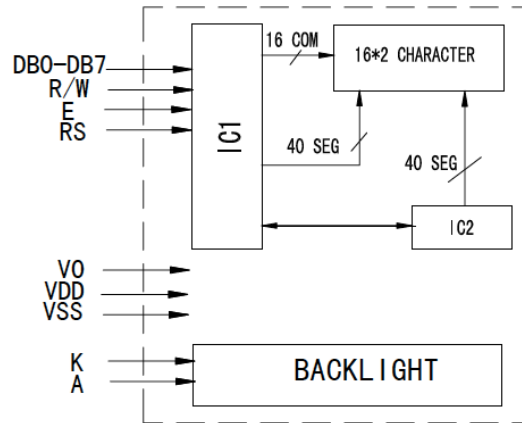 16 COM
16*2 CHARACTER
DB0-DB7
R/W
E
RS
IC1
40 SEG
40 SEG
IC2
V0
VDD
VSS
K
A
BACKLIGHT